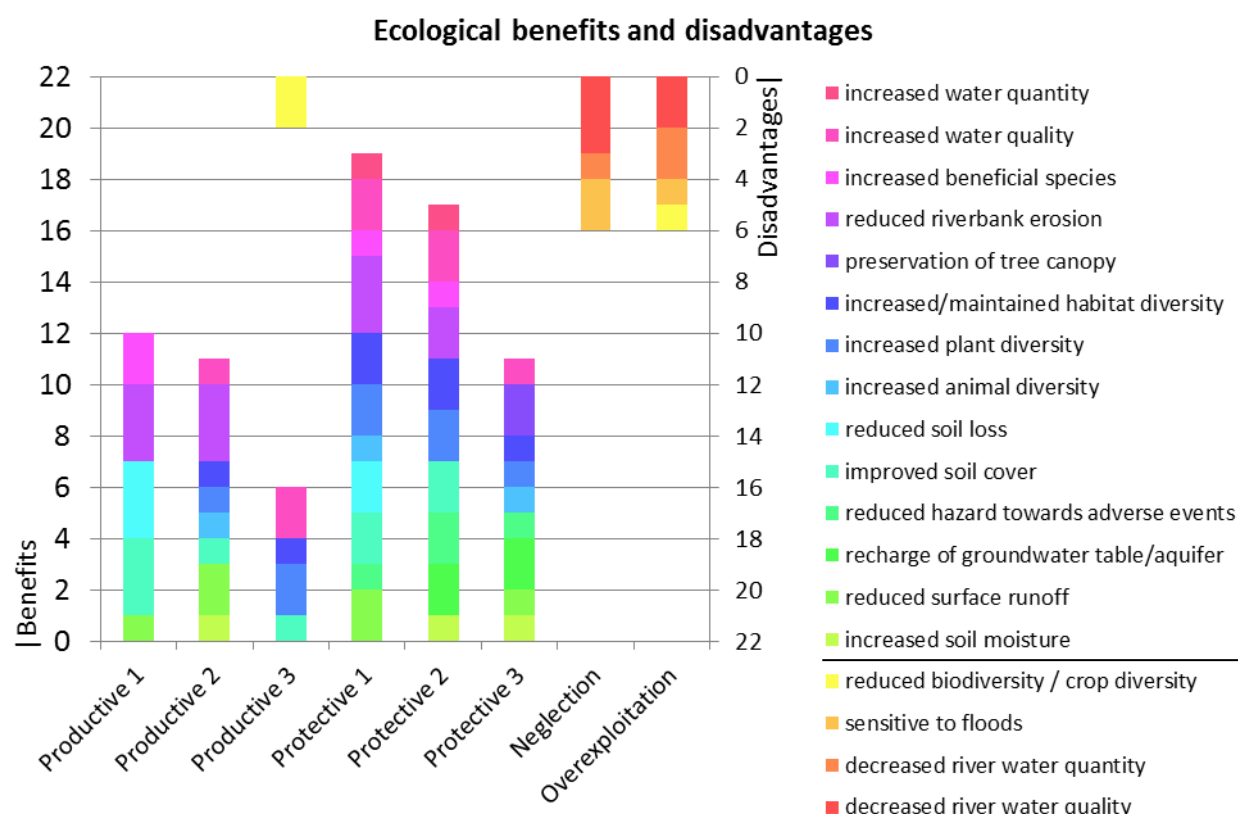 Ecological benefits and disadvantages
22
20
18
16
14
12
10
8
6
4
2
0
|Benefits
0
2
4
6
8
10
12
14
16
18
20
22
Disadvantages|
Productive 1
Productive 2
Productive 3
Protective 1
Protective 2
Protective 3
Neglection
Overexploitation
increased water quantity
increased water quality
increased beneficial species
reduced riverbank erosion
preservation of tree canopy
increased/maintained habitat diversity
increased plant diversity
increased animal diversity
reduced soil loss
improved soil cover
reduced hazard towards adverse events
recharge of groundwater table/aquifer
reduced surface runoff
increased soil moisture
reduced biodiversity / crop diversity
sensitive to floods
decreased river water quantity
decreased river water quality